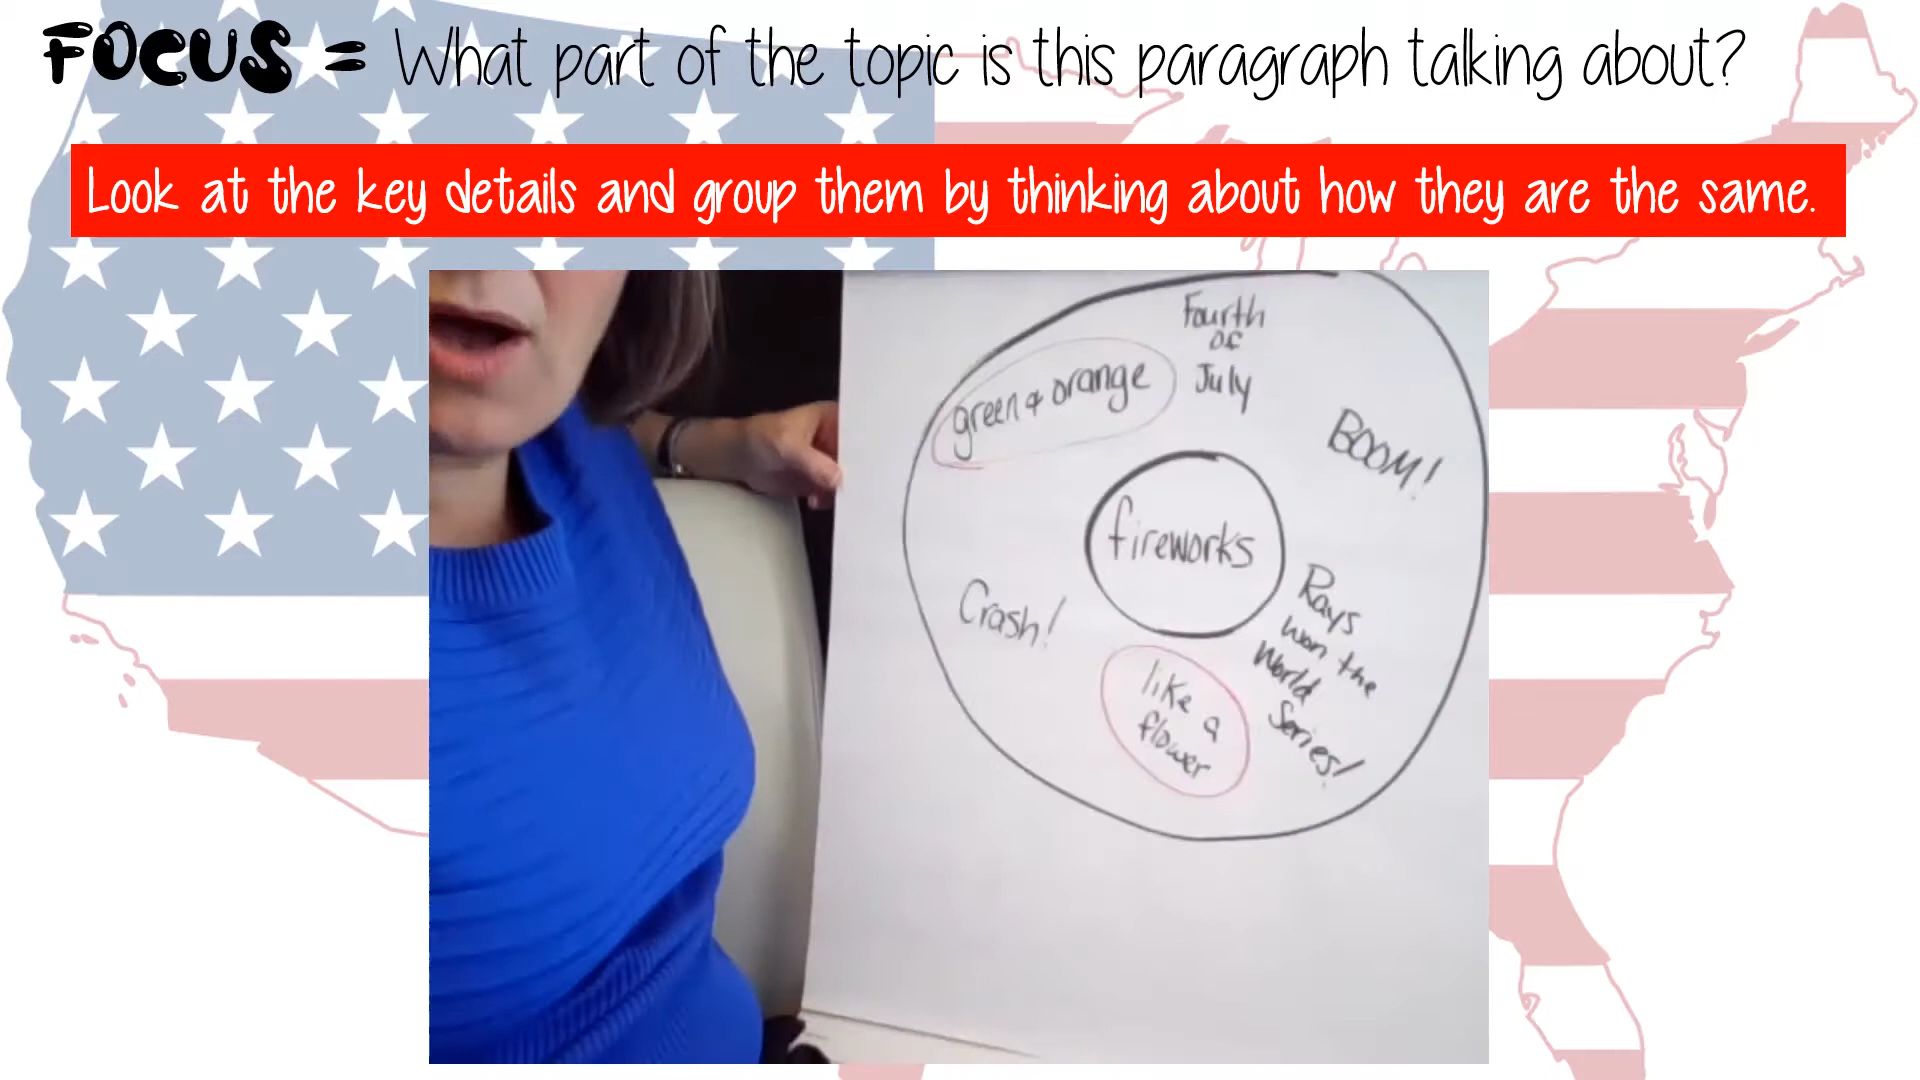 FOCUS = What part of the topic is this paragraph talking about?
Look at the key details and group them by thinking about how they are the same.
Fourth
of
July
green & orange
BOOM!
fireworks
Crash!
Rays
won the
World
Series!
like a
flower